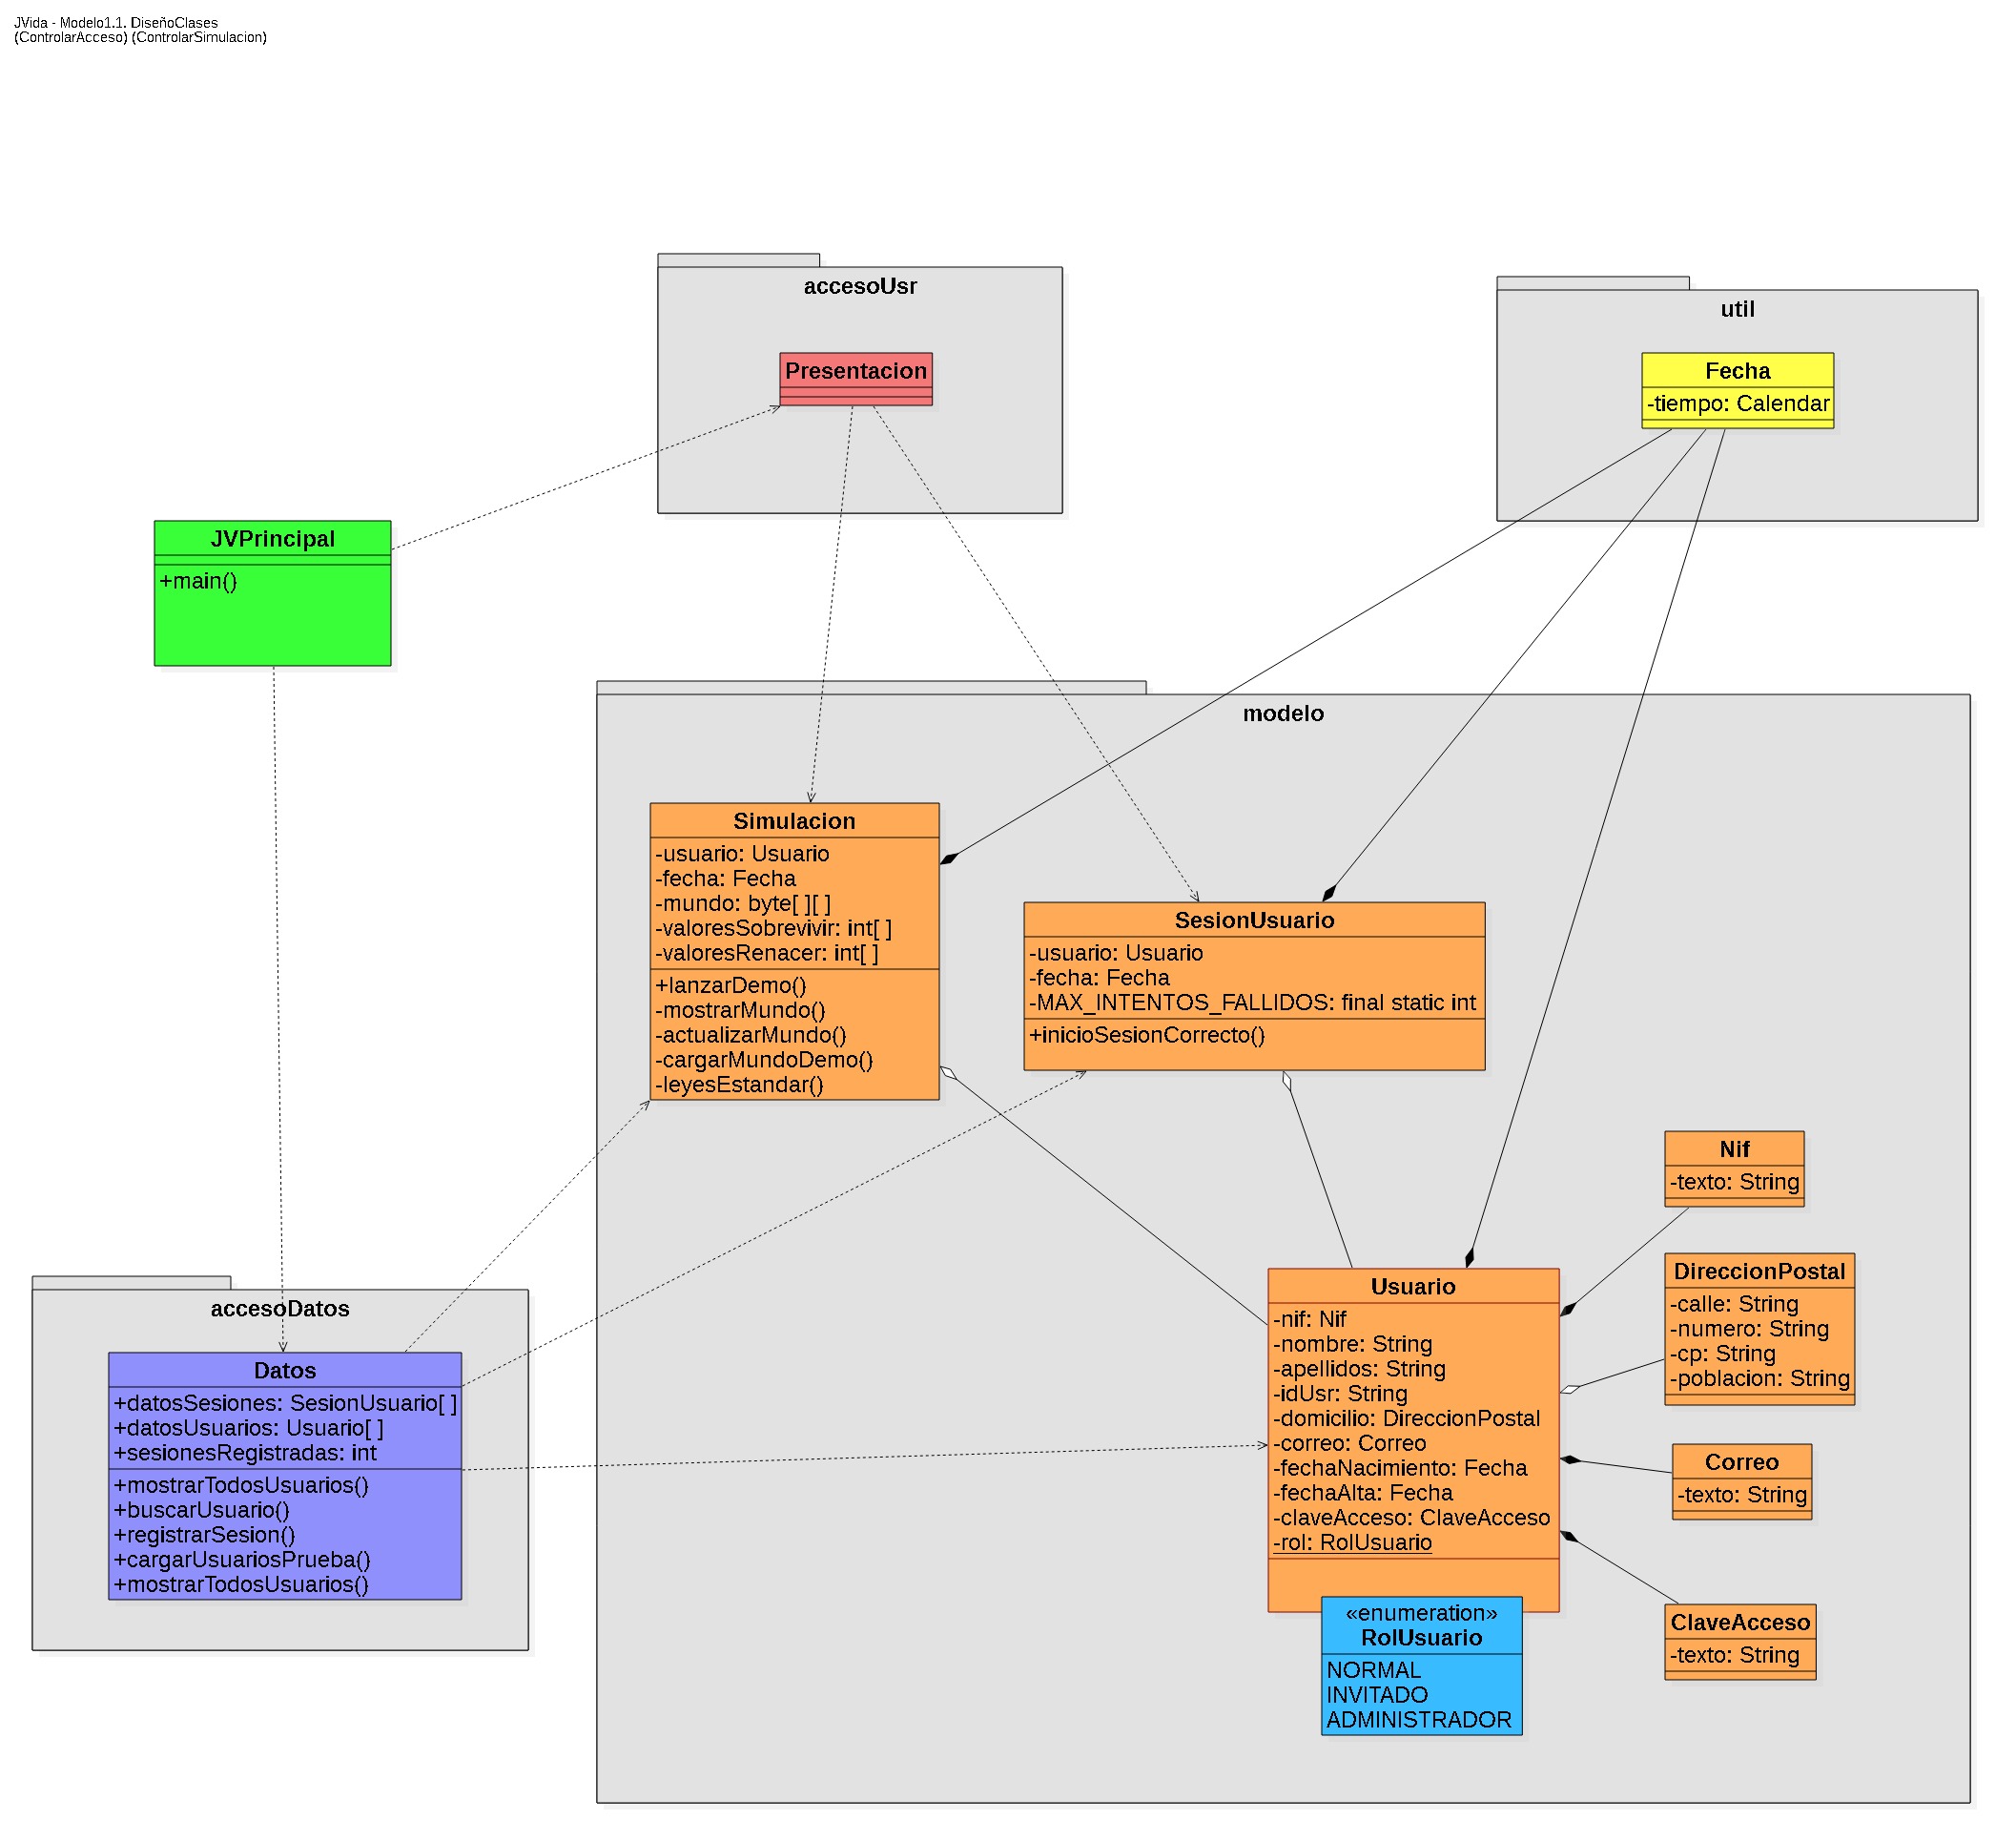 JVida - Modelo1.1. DiseñoClases
(ControlarAcceso) (ControlarSimulacion)
accesoUsr
Presentacion
util
Fecha
-tiempo: Calendar
JVPrincipal
+main()
modelo
Simulacion
-usuario: Usuario
-fecha: Fecha
-mundo: byte[ ][ ]
-valoresSobrevivir: int[ ]
-valoresRenacer: int[ ]
+lanzarDemo()
-mostrarMundo()
-actualizarMundo()
-cargarMundoDemo()
-leyesEstandar()
SesionUsuario
-usuario: Usuario
-fecha: Fecha
-MAX_INTENTOS_FALLIDOS: final static int
+inicioSesionCorrecto()
Nif
-texto: String
DireccionPostal
-calle: String
-numero: String
-cp: String
-poblacion: String
Usuario
-nif: Nif
-nombre: String
-apellidos: String
-idUsr: String
-domicilio: DireccionPostal
-correo: Correo
-fechaNacimiento: Fecha
-fechaAlta: Fecha
-claveAcceso: ClaveAcceso
-rol: RolUsuario
Correo
-texto: String
ClaveAcceso
-texto: String
«enumeration»
RolUsuario
NORMAL
INVITADO
ADMINISTRADOR
accesoDatos
Datos
+datosSesiones: SesionUsuario[ ]
+datosUsuarios: Usuario[ ]
+sesionesRegistradas: int
+mostrarTodosUsuarios()
+buscarUsuario()
+registrarSesion()
+cargarUsuariosPrueba()
+mostrarTodosUsuarios()